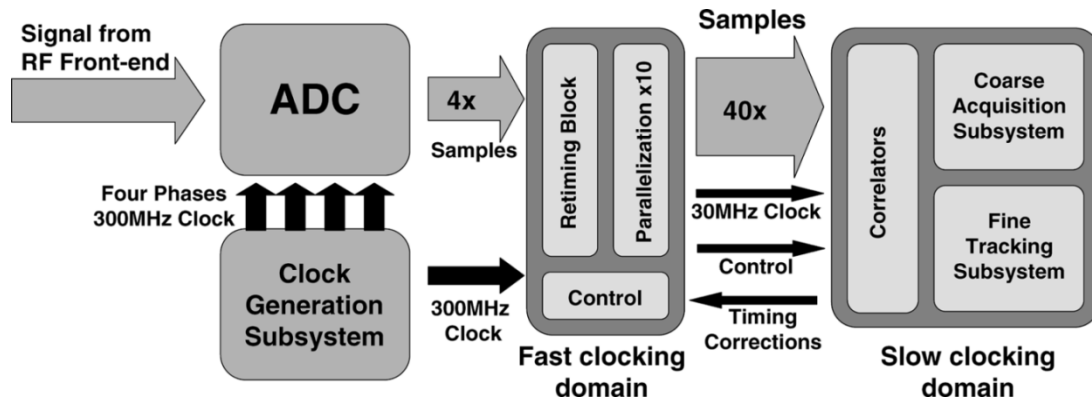 Signal from
RF Front-end
ADC
4x
Samples
Four Phases
300MHz Clock
Clock
Generation
Subsystem
300MHz
Clock
Retiming Block
Parallelization x10
Control
Fast clocking
domain
Samples
40x
30MHz Clock
Control
Timing
Corrections
Correlators
Coarse
Acquisition
Subsystem
Fine
Tracking
Subsystem
Slow clocking
domain